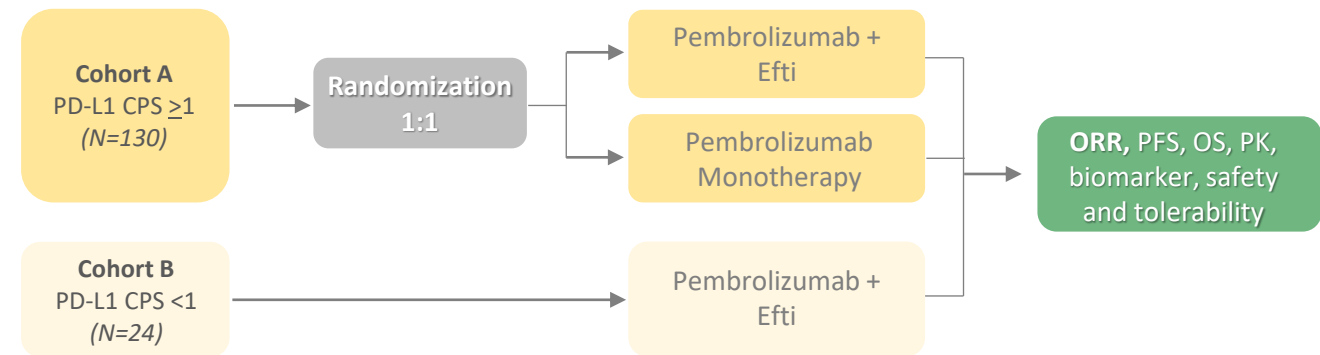 Cohort A
PD-L1 CPS ≥1
(N=130)
Randomization
1:1
Pembrolizumab +
Efti
Pembrolizumab
Monotherapy
ORR, PFS, OS, PK,
biomarker, safety
and tolerability
Cohort B
PD-L1 CPS <1
(N=24)
Pembrolizumab +
Efti